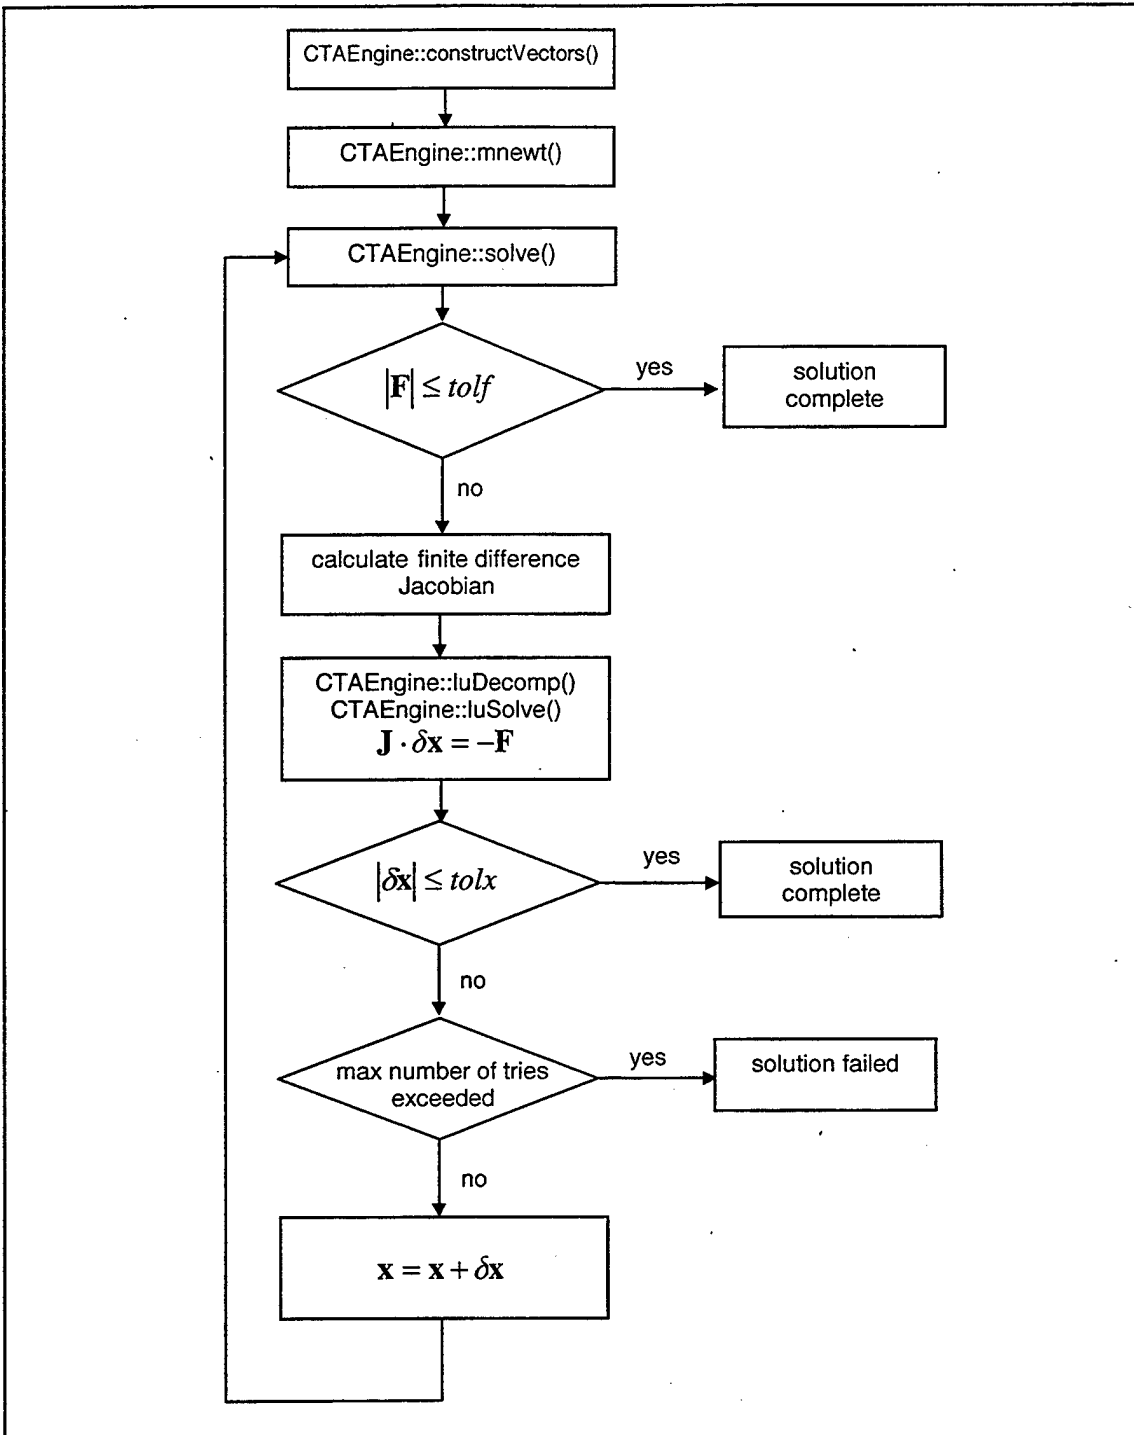 CTAEngine::constructVectors()
CTAEngine::mnewt()
CTAEngine::solve()
|F| ≤ tolf
yes
solution
complete
no
calculate finite difference
Jacobian
CTAEngine::luDecomp()
CTAEngine::luSolve()
J · δx = −F
|δx| ≤ tolx
yes
solution
complete
no
max number of tries
exceeded
yes
solution failed
no
x = x + δx